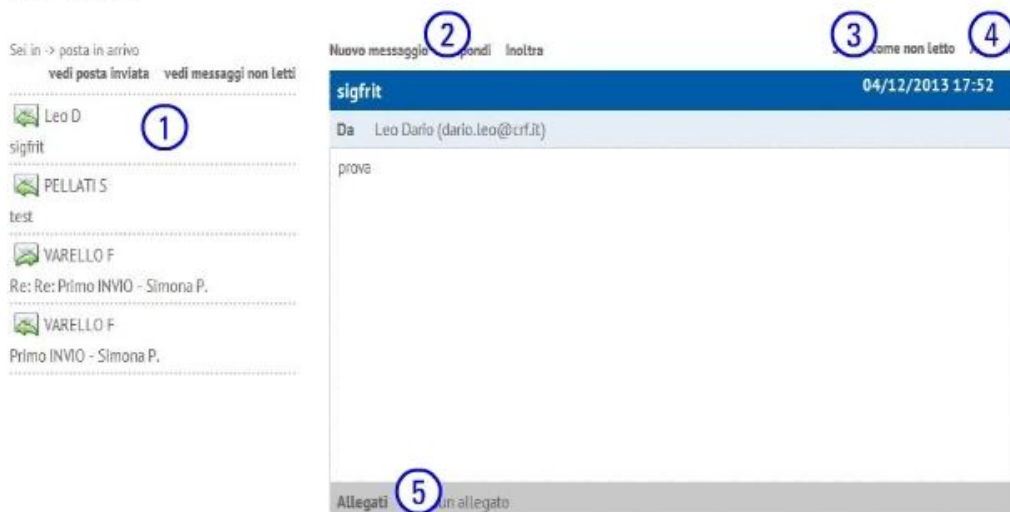 Sei in -> posta in arrivo
vedi posta inviata vedi messaggi non letti
Leo D
1
sigfrit
PELLATI S
test
VARELLO F
Re: Re: Primo INVIO - Simona P.
VARELLO F
Primo INVIO - Simona P.
Nuovo messaggio 2 Inoltra
3 come non letto 4
sigfrit 04/12/2013 17:52
Da Leo Dario (dario.leo@crf.it)
prova
Allegati 5 un allegato